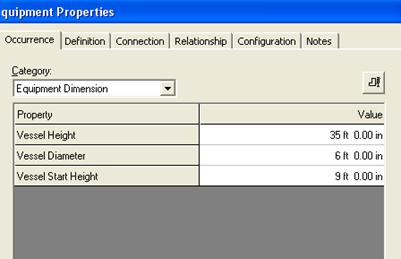 quipment Properties
Occurrence Definition Connection Relationship Configuration Notes
Category:
Equipment Dimension
Property Value
Vessel Height 35 ft 0.00 in
Vessel Diameter 6 ft 0.00 in
Vessel Start Height 9 ft 0.00 in